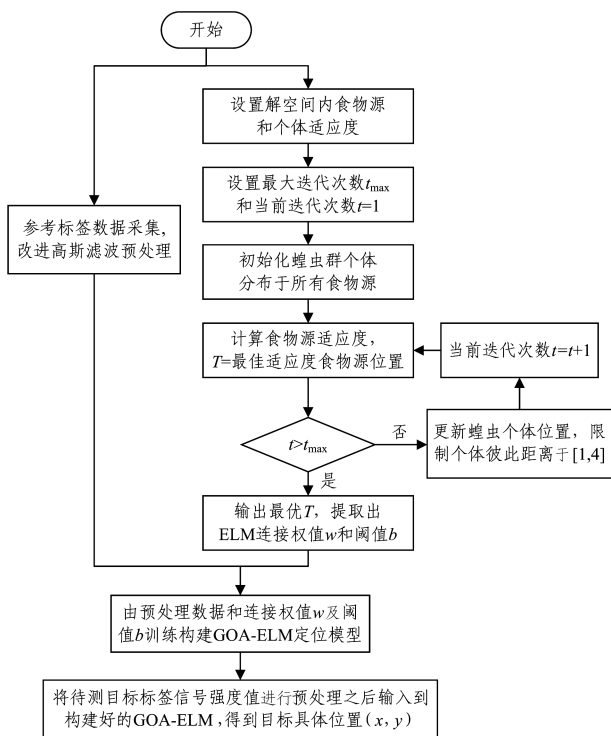 开始
设置解空间内食物源
和个体适应度
设置最大迭代次数tmax
和当前迭代次数t=1
参考标签数据采集,
改进高斯滤波预处理
初始化蝗虫群个体
分布于所有食物源
计算食物源适应度,
T=最佳适应度食物源位置
当前迭代次数t=t+1
t>tmax
否
更新蝗虫个体位置, 限
制个体彼此距离于[1,4]
是
输出最优T, 提取出
ELM连接权值w和阈值b
由预处理数据和连接权值w及阈
值b训练构建GOA-ELM定位模型
将待测目标标签信号强度值进行预处理之后输入到
构建好的GOA-ELM,得到目标具体位置(x, y)